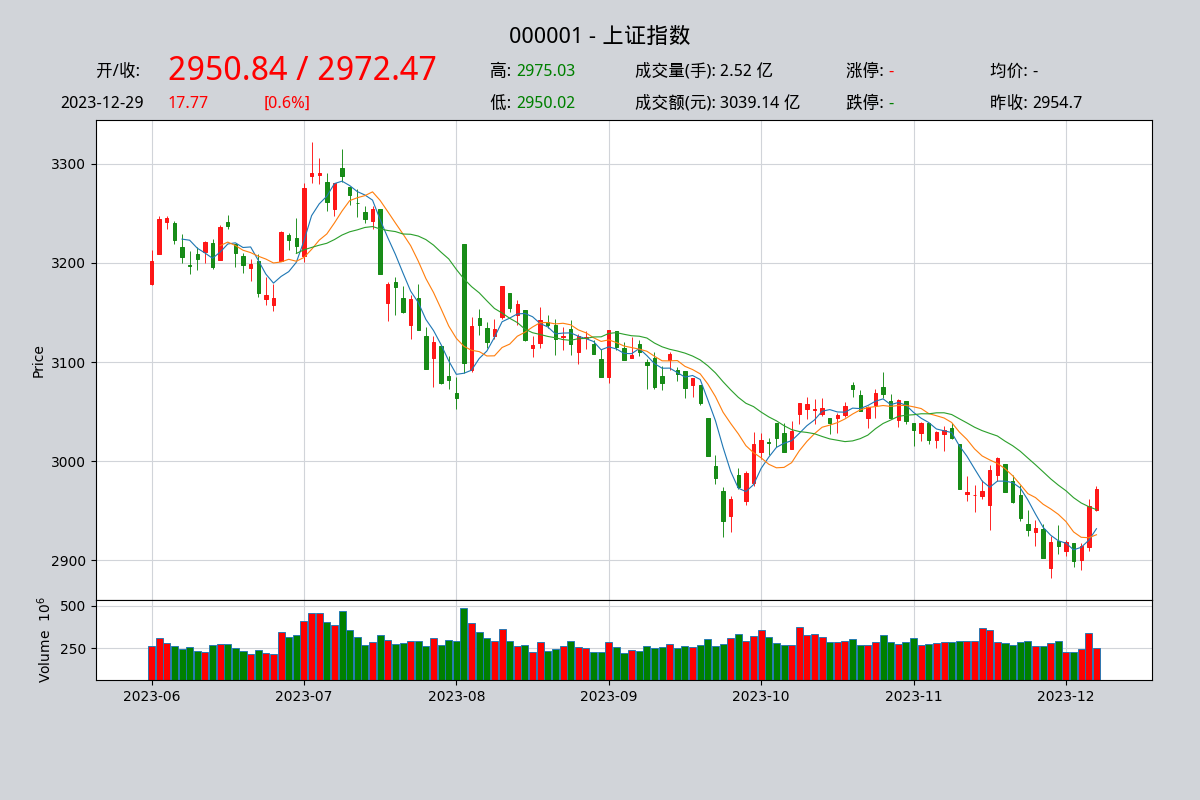 000001 - 上证指数
开/收: 2950.84 / 2972.47 高: 2975.03 成交量(手): 2.52 亿 涨停: - 均价: -
2023-12-29 17.77 [0.6%] 低: 2950.02 成交额(元): 3039.14 亿 跌停: - 昨收: 2954.7
3300
3200
3100
3000
2900
Price
500
250
Volume 10⁶
2023-06 2023-07 2023-08 2023-09 2023-10 2023-11 2023-12